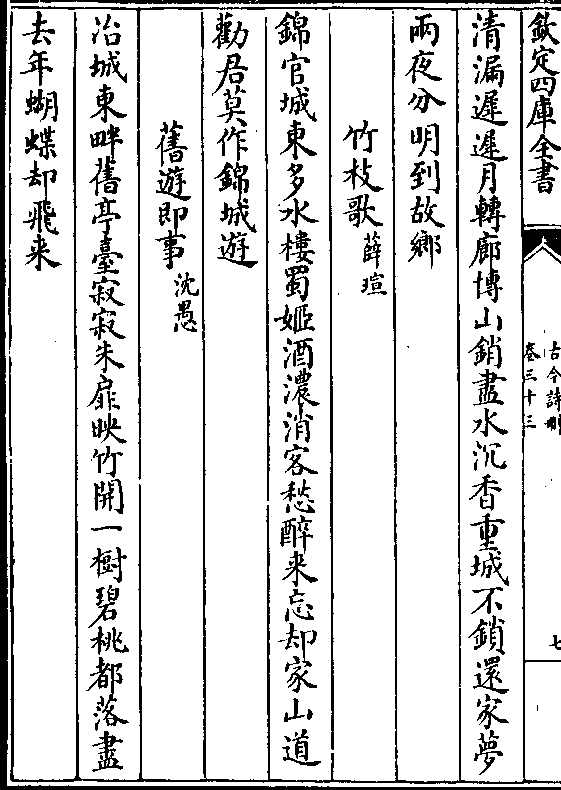 欽定四庫全書
古今詩刪
卷三十三
七
清漏遲遲月轉廊博山銷盡水沉香重城不鎖還家夢
兩夜分明到故鄉
竹枝歌 薛瑄
錦官城東多水樓蜀姬酒濃消客愁醉来忘却家山道
勸君莫作錦城遊
舊遊即事 沈愚
冶城東畔舊亭臺寂寂朱扉映竹開一樹碧桃都落盡
去年蝴蝶却飛来